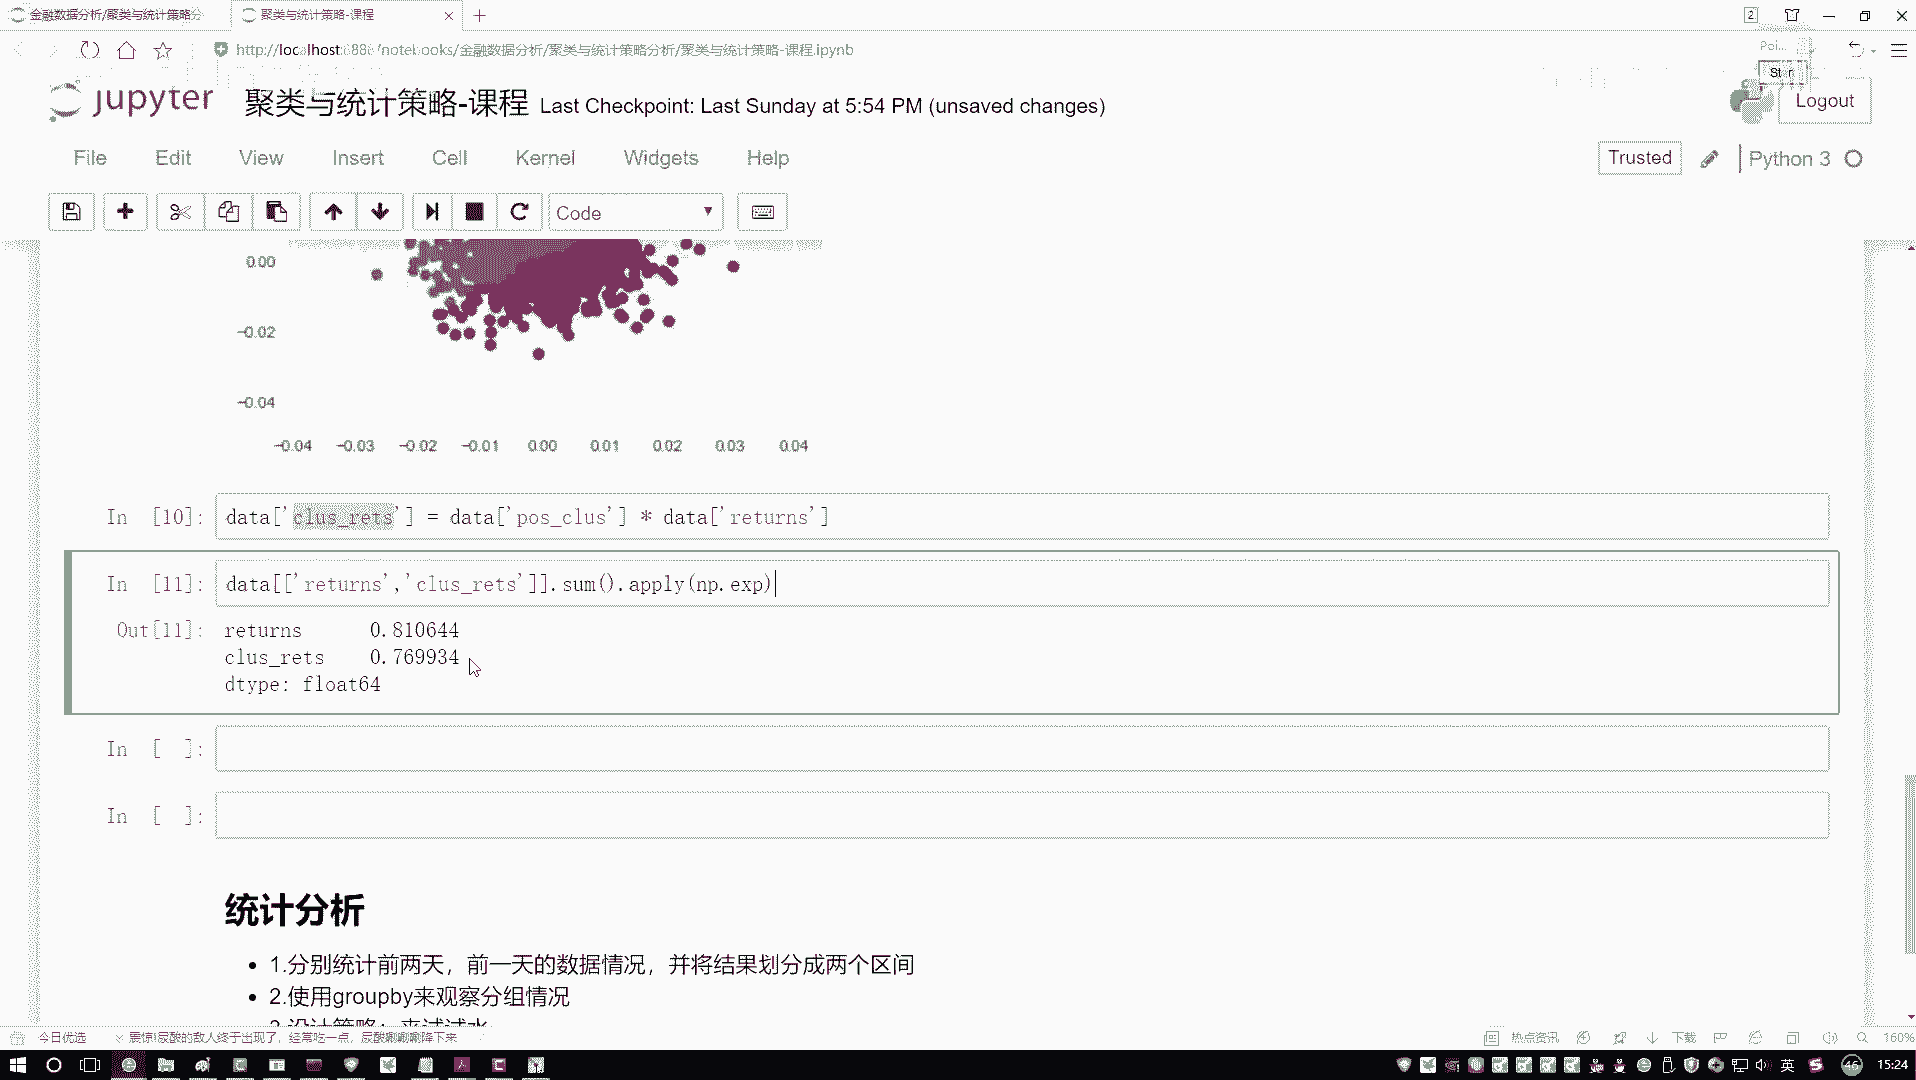 金融数据分析/聚类与统计策略分
聚类与统计策略-课程
2
http://localhost:888/notebooks/金融数据分析/聚类与统计策略分析/聚类与统计策略-课程.ipynb
Poi...
jupyter 聚类与统计策略-课程 Last Checkpoint: Last Sunday at 5:54 PM (unsaved changes)
Logout
File Edit View Insert Cell Kernel Widgets Help
Trusted Python 3
Code
0.00
−0.02
−0.04
−0.04 −0.03 −0.02 −0.01 0.00 0.01 0.02 0.03 0.04
In [10]: data['clus_rets'] = data['pos_clus'] * data['returns']
In [11]: data[['returns','clus_rets']].sum().apply(np.exp)
Out[11]: returns 0.810644
clus_rets 0.769934
dtype: float64
In [ ]:
In [ ]:
统计分析
1.分别统计前两天，前一天的数据情况，并将结果划分成两个区间
2.使用groupby来观察分组情况
今日优选 震惊!尿酸的敌人终于出现了，经常吃一点，尿酸唰唰唰降下来
热点资讯 下载 160%
英 46 15:24